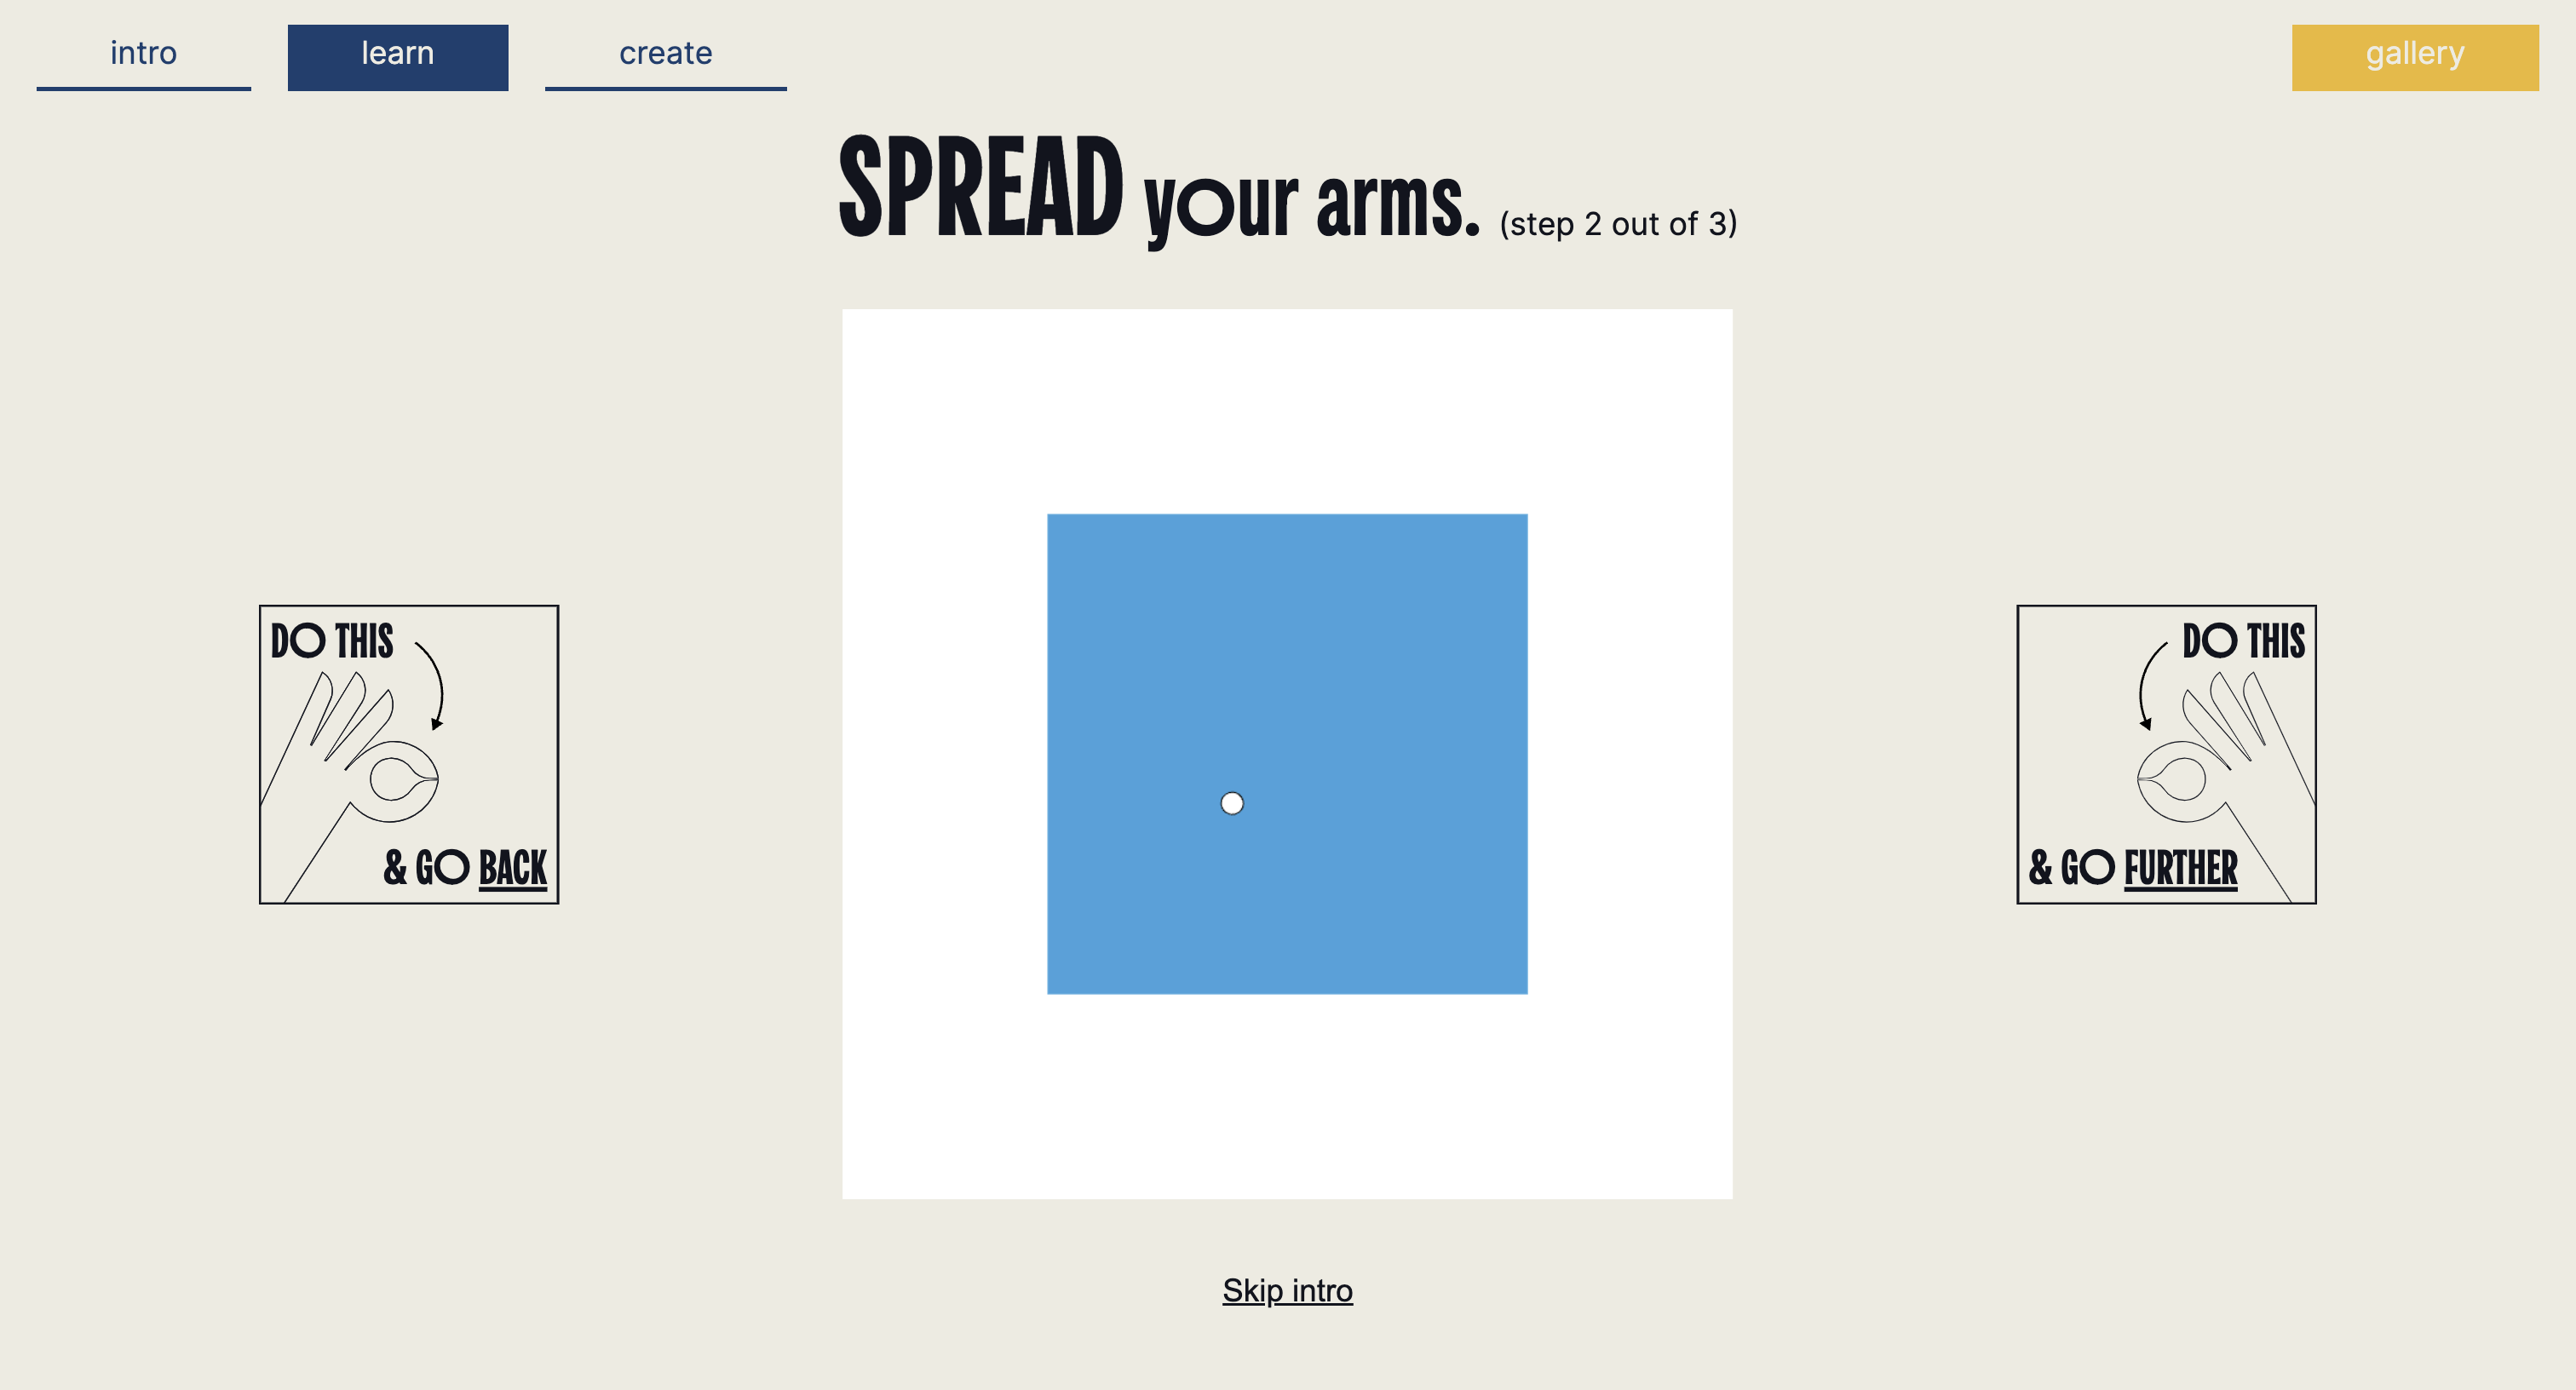 intro
learn
create
gallery
SPREAD your arms. (step 2 out of 3)
DO THIS
& GO BACK
DO THIS
& GO FURTHER
Skip intro